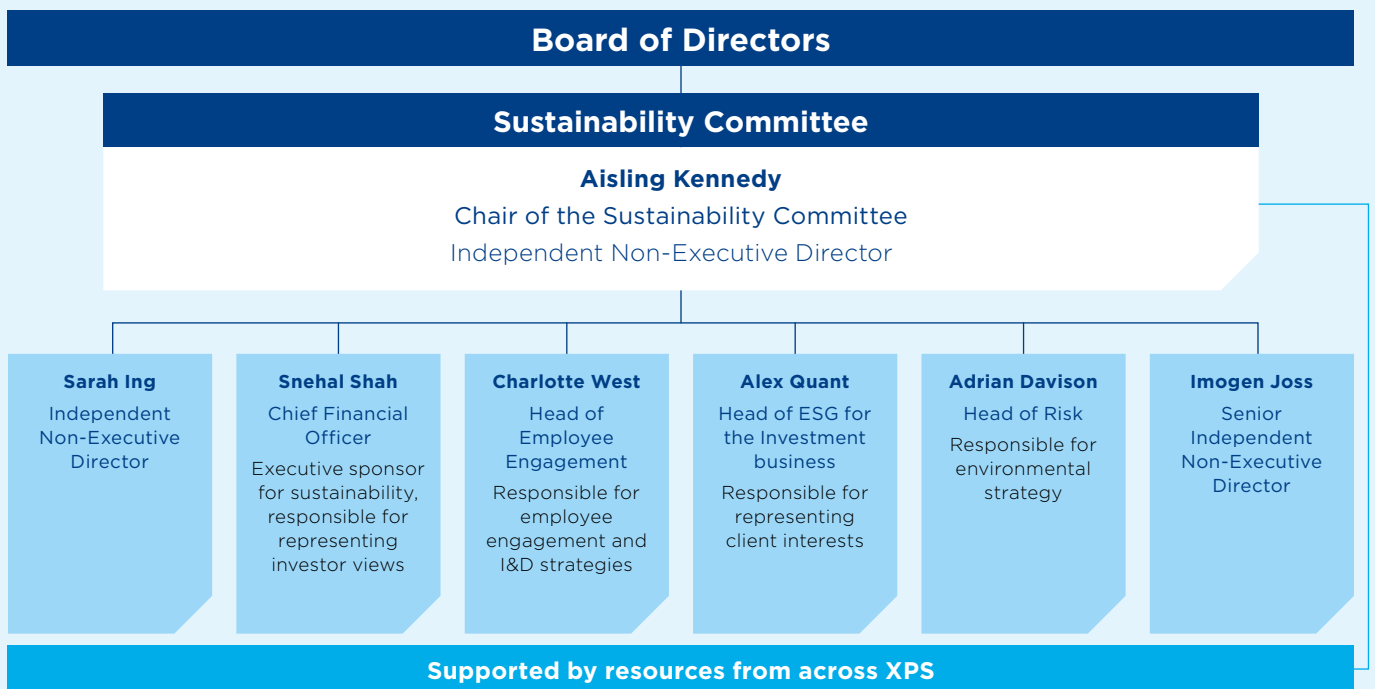 Board of Directors
Sustainability Committee
Aisling Kennedy
Chair of the Sustainability Committee
Independent Non-Executive Director
Sarah Ing
Independent
Non-Executive
Director
Snehal Shah
Chief Financial
Officer
Executive sponsor
for sustainability,
responsible for
representing
investor views
Charlotte West
Head of
Employee
Engagement
Responsible for
employee
engagement and
I&D strategies
Alex Quant
Head of ESG for
the Investment
business
Responsible for
representing
client interests
Adrian Davison
Head of Risk
Responsible for
environmental
strategy
Imogen Joss
Senior
Independent
Non-Executive
Director
Supported by resources from across XPS